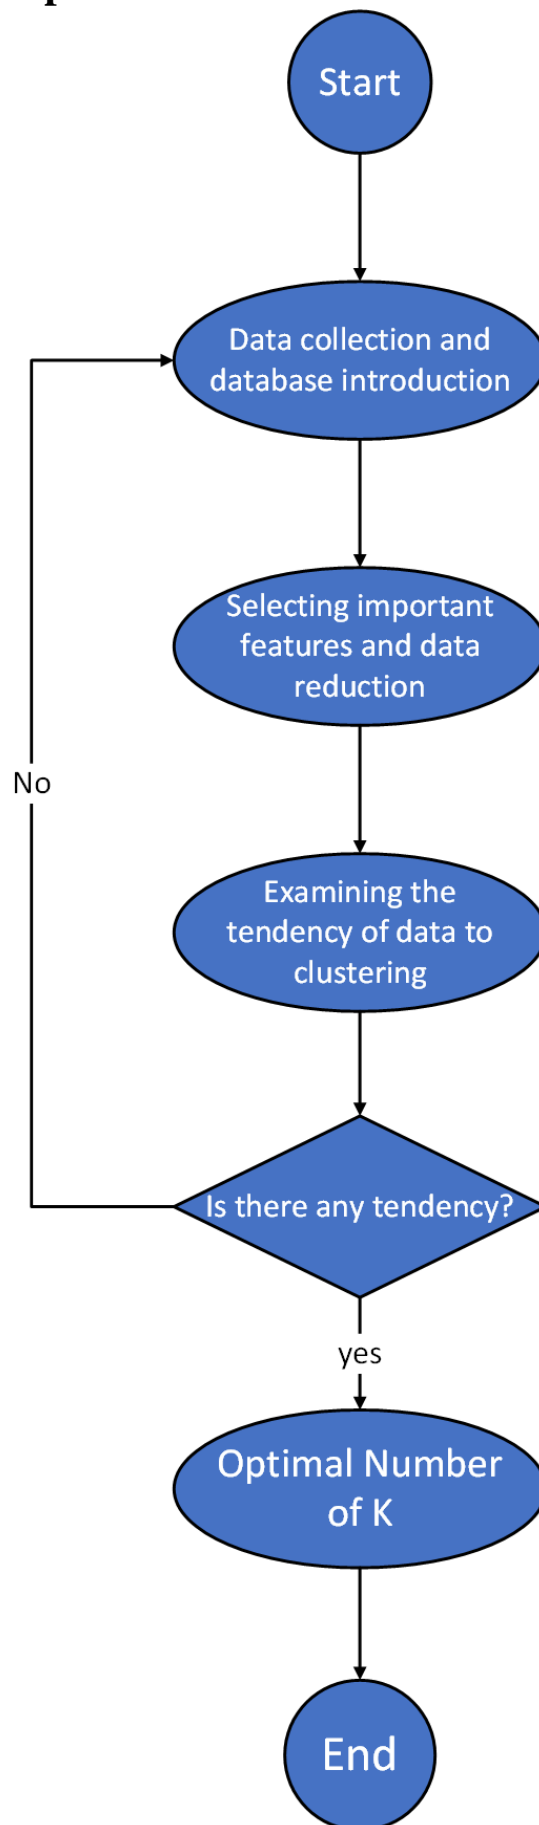 Start
Data collection and
database introduction
Selecting important
features and data
reduction
No
Examining the
tendency of data to
clustering
Is there any tendency?
yes
Optimal Number
of K
End